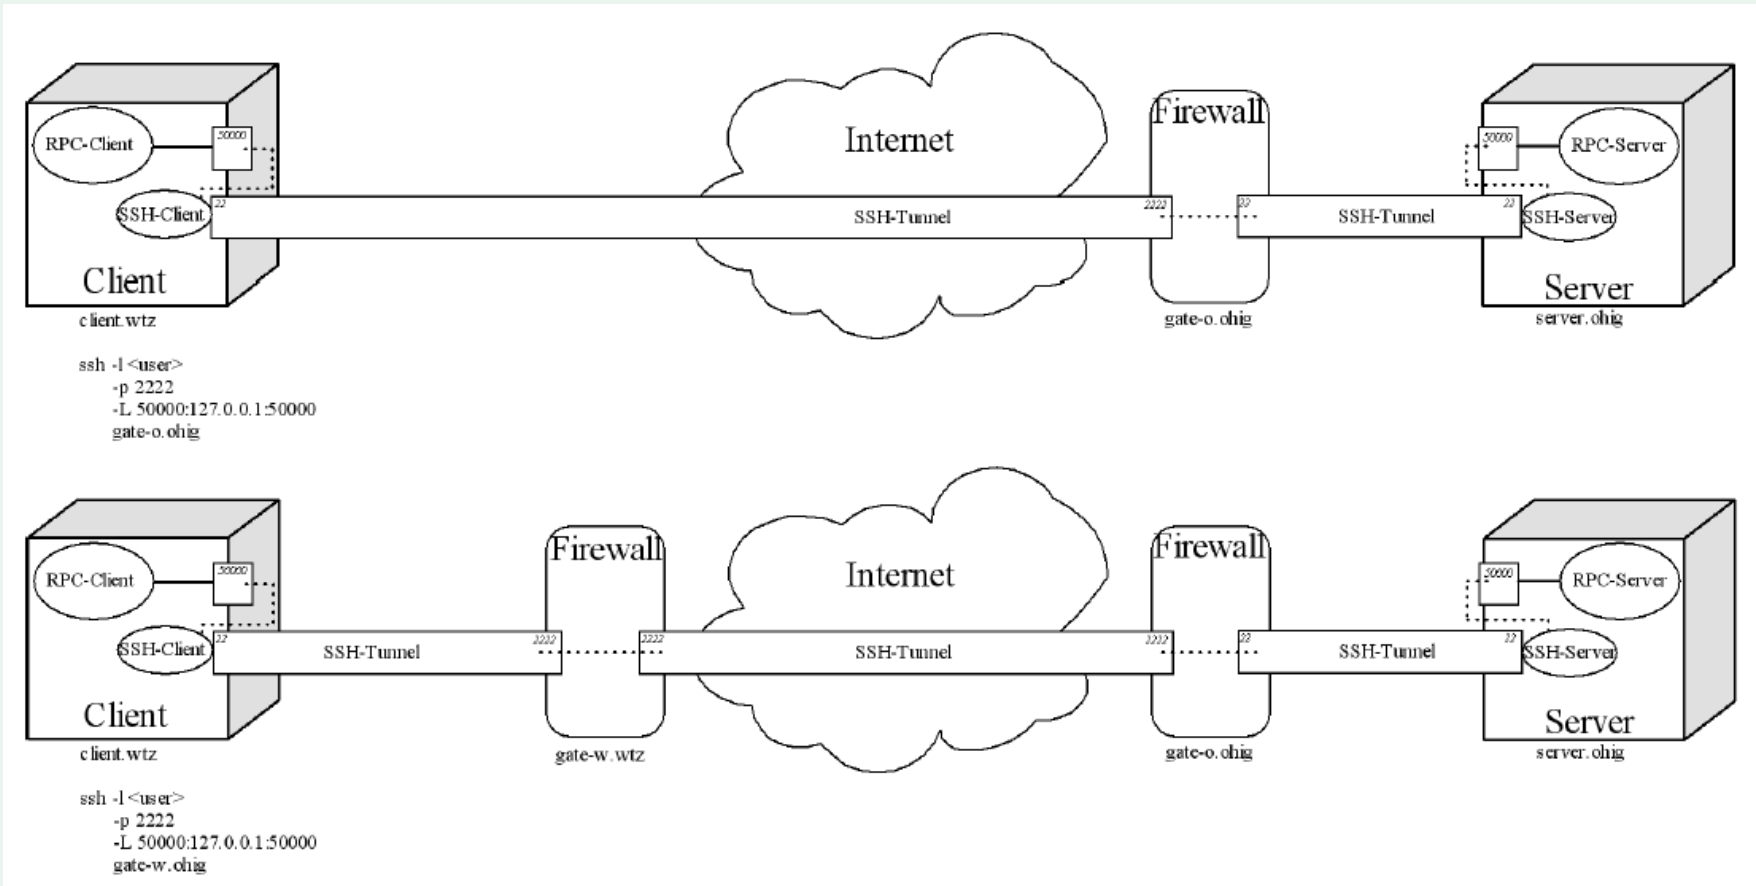 Internet
Firewall
50000
RPC-Client
50000
RPC-Server
22
SSH-Client
SSH-Tunnel
2222
22
SSH-Tunnel
22
SSH-Server
Client
Server
client.wtz
gate-o.ohig
server.ohig
ssh -l <user>
-p 2222
-L 50000:127.0.0.1:50000
gate-o.ohig
Firewall
Internet
Firewall
50000
RPC-Client
50000
RPC-Server
22
SSH-Client
SSH-Tunnel
2222
2222
SSH-Tunnel
2222
22
SSH-Tunnel
22
SSH-Server
Client
Server
client.wtz
gate-w.wtz
gate-o.ohig
server.ohig
ssh -l <user>
-p 2222
-L 50000:127.0.0.1:50000
gate-w.ohig